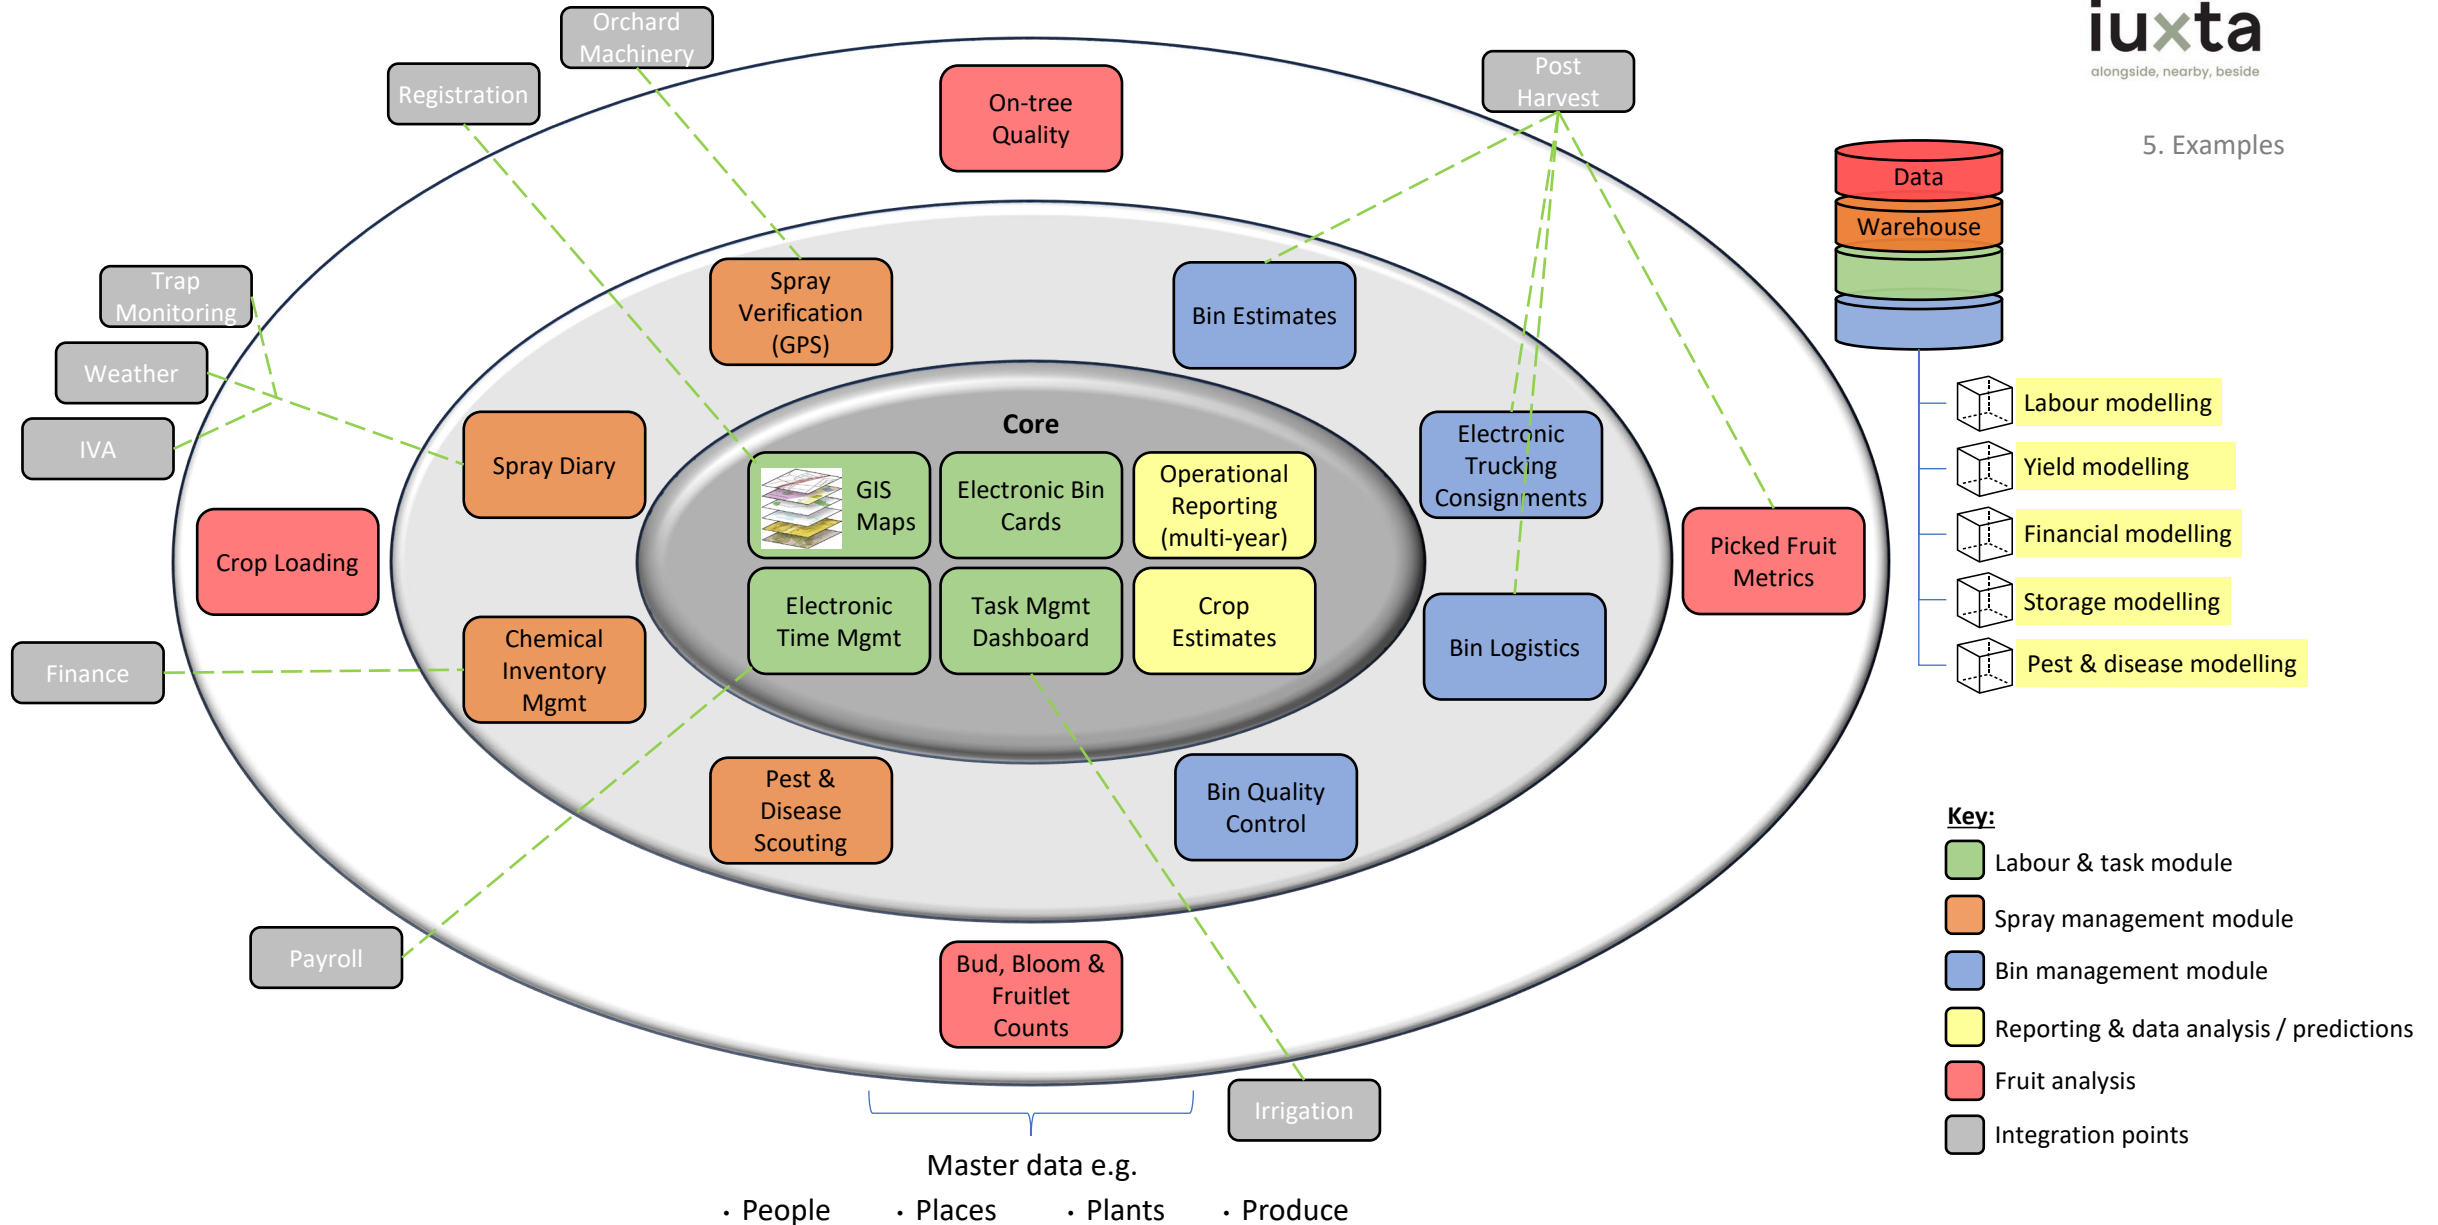 iuxta
alongside, nearby, beside
5. Examples
Orchard
Machinery
Registration
Post
Harvest
On-tree
Quality
Data
Warehouse
Trap
Monitoring
Weather
IVA
Spray
Verification
(GPS)
Bin Estimates
Spray Diary
Core
GIS
Maps
Electronic Bin
Cards
Operational
Reporting
(multi-year)
Electronic
Trucking
Consignments
Crop Loading
Picked Fruit
Metrics
Electronic
Time Mgmt
Task Mgmt
Dashboard
Crop
Estimates
Finance
Chemical
Inventory
Mgmt
Bin Logistics
Pest &
Disease
Scouting
Bin Quality
Control
Payroll
Bud, Bloom &
Fruitlet
Counts
Irrigation
Labour modelling
Yield modelling
Financial modelling
Storage modelling
Pest & disease modelling
Key:
Labour & task module
Spray management module
Bin management module
Reporting & data analysis / predictions
Fruit analysis
Integration points
Master data e.g.
· People · Places · Plants · Produce